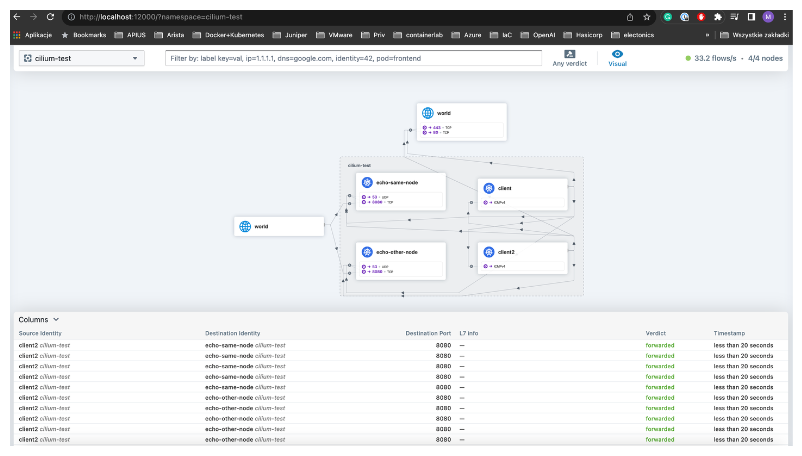 http://localhost:12000/?namespace=cilium-test
M
Aplikacje Bookmarks APIUS Arista Docker+Kubernetes Juniper VMware Priv containerlab Azure IaC OpenAI Hasicorp electonics » Wszystkie zakładki
cilium-test Filter by: label key=val, ip=1.1.1.1, dns=google.com, identity=42, pod=frontend Any verdict Visual 33.2 flows/s • 4/4 nodes
world
→ 443 • TCP
→ 80 • TCP
cilium-test
echo-same-node
→ 53 • UDP
→ 8080 • TCP
client
→ ICMPv4
world
echo-other-node
→ 53 • UDP
→ 8080 • TCP
client2
→ ICMPv4
Columns
Source Identity Destination Identity Destination Port L7 info Verdict Timestamp
client2 cilium-test echo-same-node cilium-test 8080 — forwarded less than 20 seconds
client2 cilium-test echo-same-node cilium-test 8080 — forwarded less than 20 seconds
client2 cilium-test echo-same-node cilium-test 8080 — forwarded less than 20 seconds
client2 cilium-test echo-same-node cilium-test 8080 — forwarded less than 20 seconds
client2 cilium-test echo-same-node cilium-test 8080 — forwarded less than 20 seconds
client2 cilium-test echo-other-node cilium-test 8080 — forwarded less than 20 seconds
client2 cilium-test echo-other-node cilium-test 8080 — forwarded less than 20 seconds
client2 cilium-test echo-other-node cilium-test 8080 — forwarded less than 20 seconds
client2 cilium-test echo-other-node cilium-test 8080 — forwarded less than 20 seconds
client2 cilium-test echo-other-node cilium-test 8080 — forwarded less than 20 seconds